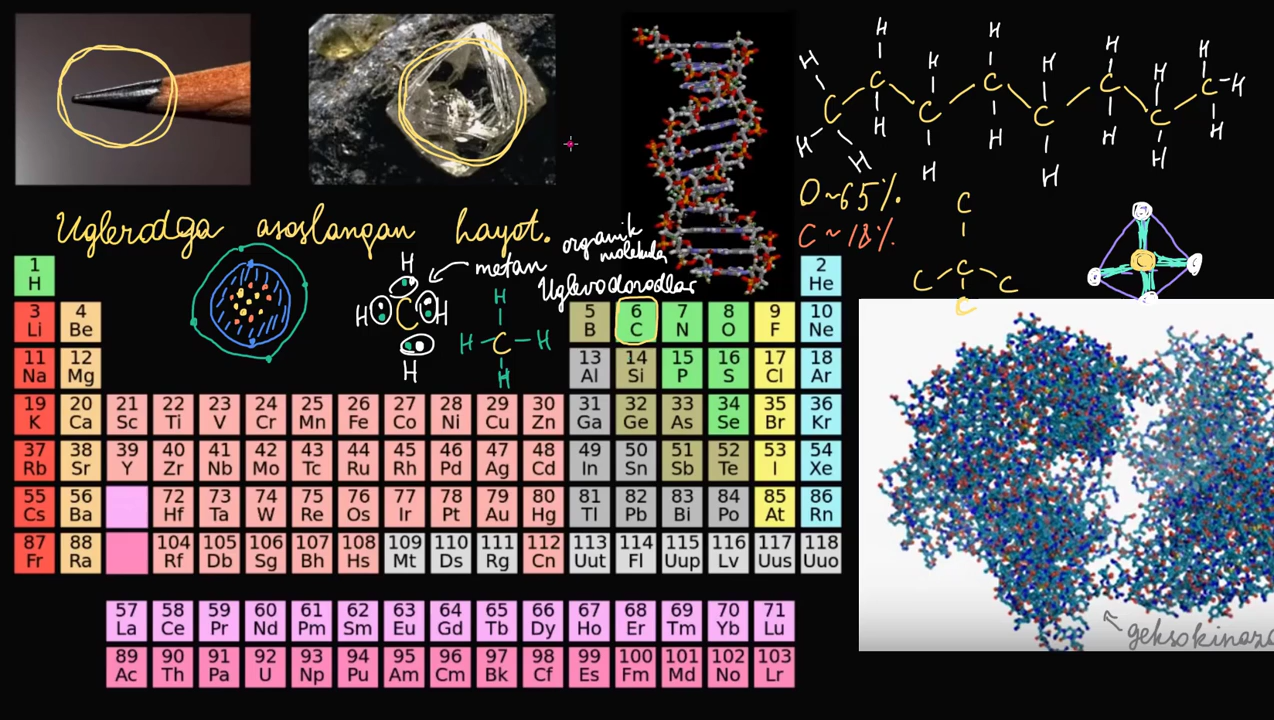 H H H H H H H H
C C C C C C C C - H
H H H H H H H H H
O ~ 65%.
C ~ 18%.
C
C C C
C
Uglerodga asoslangan hayot.
organik
molekulalar
Uglevodorodlar
metan
H
H C H
H
H
H - C - H
H
1 2
H He
3 4 5 6 7 8 9 10
Li Be B C N O F Ne
11 12 13 14 15 16 17 18
Na Mg Al Si P S Cl Ar
19 20 21 22 23 24 25 26 27 28 29 30 31 32 33 34 35 36
K Ca Sc Ti V Cr Mn Fe Co Ni Cu Zn Ga Ge As Se Br Kr
37 38 39 40 41 42 43 44 45 46 47 48 49 50 51 52 53 54
Rb Sr Y Zr Nb Mo Tc Ru Rh Pd Ag Cd In Sn Sb Te I Xe
55 56 72 73 74 75 76 77 78 79 80 81 82 83 84 85 86
Cs Ba Hf Ta W Re Os Ir Pt Au Hg Tl Pb Bi Po At Rn
87 88 104 105 106 107 108 109 110 111 112 113 114 115 116 117 118
Fr Ra Rf Db Sg Bh Hs Mt Ds Rg Cn Uut Fl Uup Lv Uus Uuo
57 58 59 60 61 62 63 64 65 66 67 68 69 70 71
La Ce Pr Nd Pm Sm Eu Gd Tb Dy Ho Er Tm Yb Lu
89 90 91 92 93 94 95 96 97 98 99 100 101 102 103
Ac Th Pa U Np Pu Am Cm Bk Cf Es Fm Md No Lr
geksokinaza